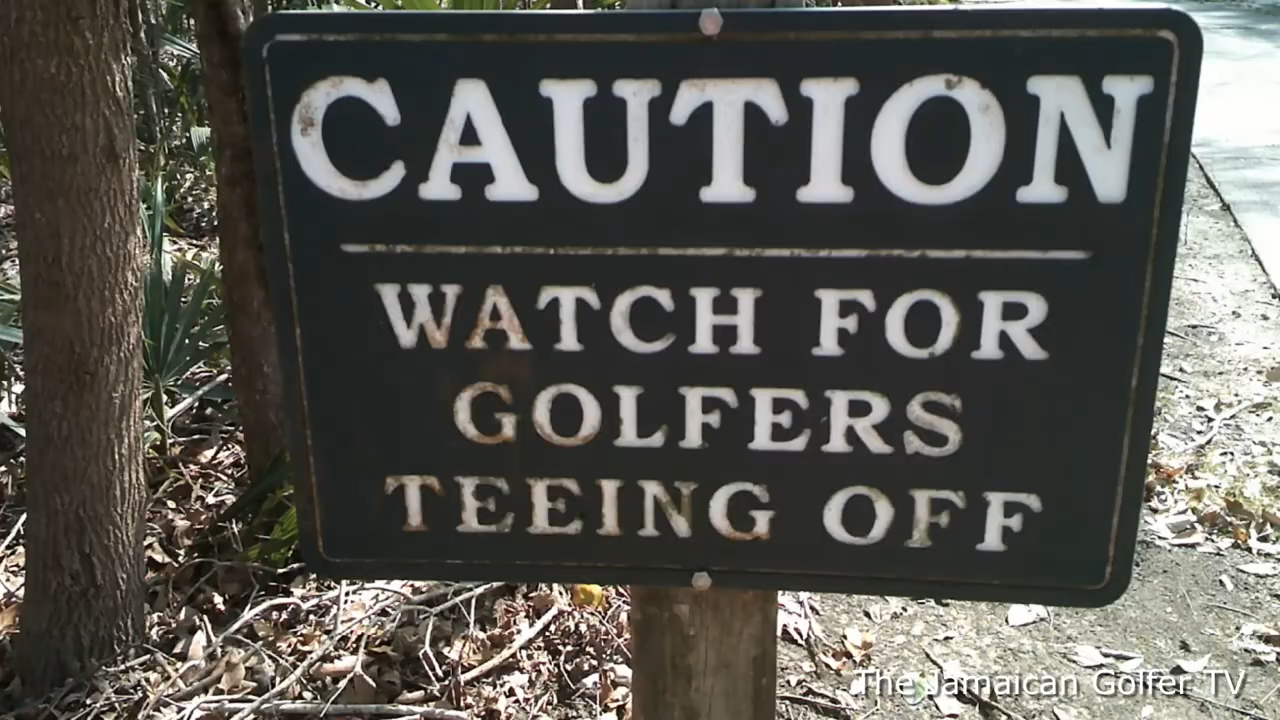 CAUTION
WATCH FOR
GOLFERS
TEEING OFF
The Jamaican Golfer TV